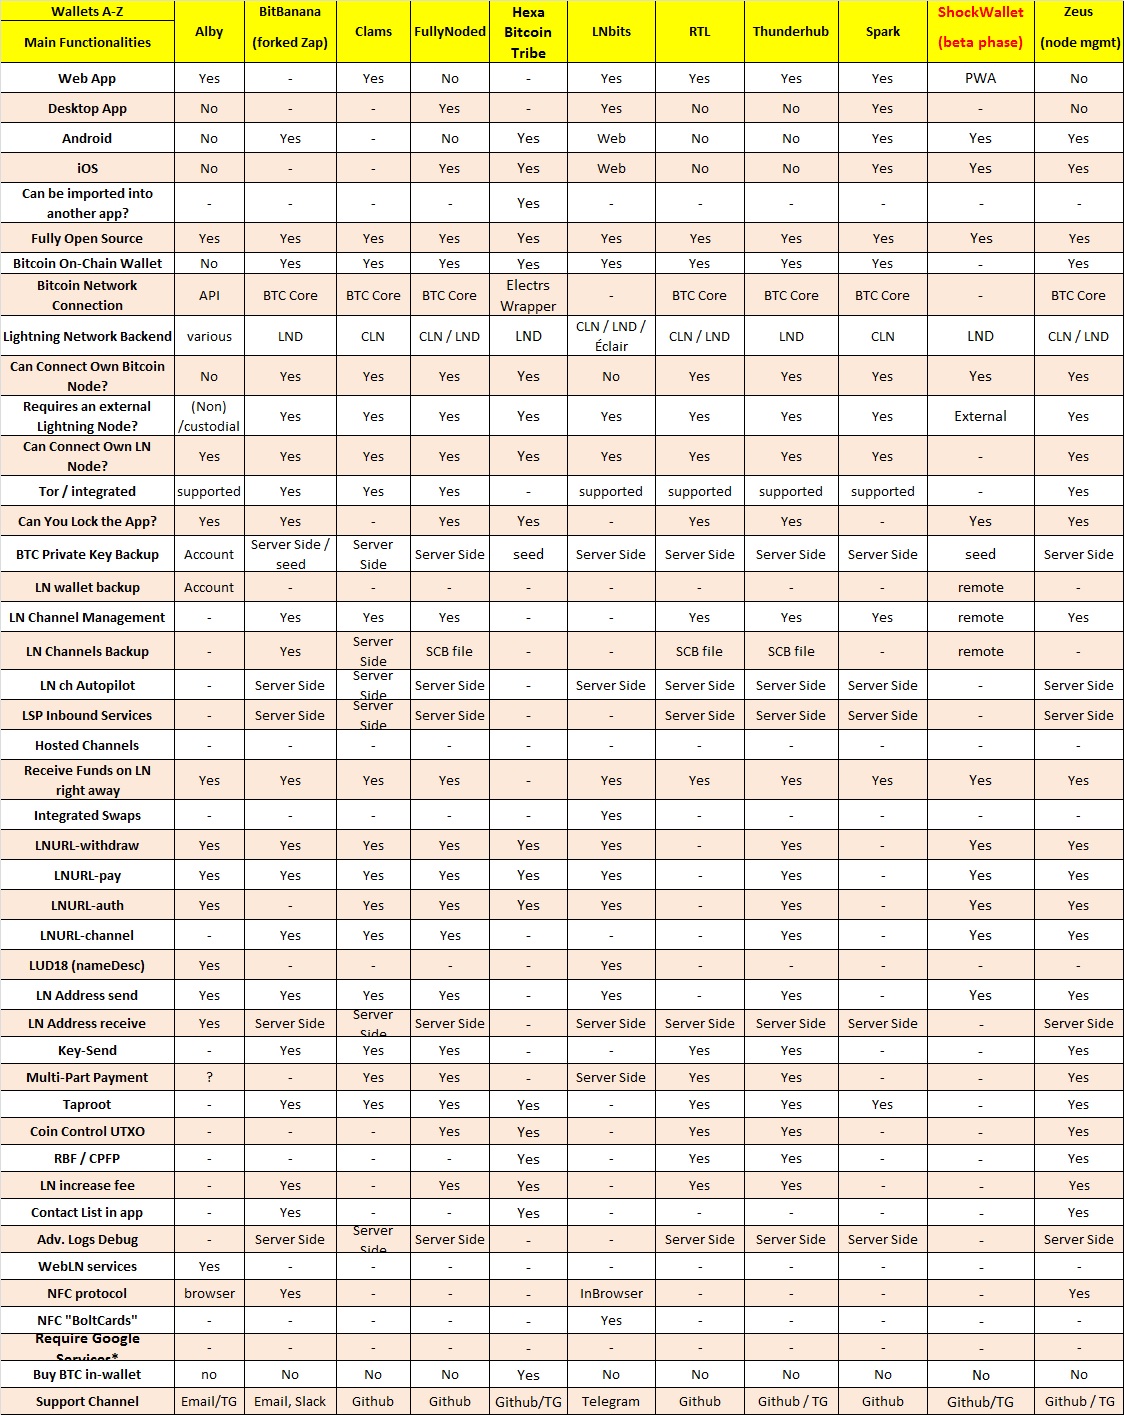 Wallets A-Z | Alby | BitBanana (forked Zap) | Clams | FullyNoded | Hexa Bitcoin Tribe | LNbits | RTL | Thunderhub | Spark | ShockWallet (beta phase) | Zeus (node mgmt)
Main Functionalities
Web App | Yes | - | Yes | No | - | Yes | Yes | Yes | Yes | PWA | No
Desktop App | No | - | - | Yes | - | Yes | No | No | Yes | - | No
Android | No | Yes | - | No | Yes | Web | No | No | Yes | Yes | Yes
iOS | No | - | - | Yes | Yes | Web | No | No | Yes | Yes | Yes
Can be imported into another app? | - | - | - | - | Yes | - | - | - | - | - | -
Fully Open Source | Yes | Yes | Yes | Yes | Yes | Yes | Yes | Yes | Yes | Yes | Yes
Bitcoin On-Chain Wallet | No | Yes | Yes | Yes | Yes | Yes | Yes | Yes | Yes | - | Yes
Bitcoin Network Connection | API | BTC Core | BTC Core | BTC Core | Electrs Wrapper | - | BTC Core | BTC Core | BTC Core | - | BTC Core
Lightning Network Backend | various | LND | CLN | CLN / LND | LND | CLN / LND / Éclair | CLN / LND | LND | CLN | LND | CLN / LND
Can Connect Own Bitcoin Node? | No | Yes | Yes | Yes | Yes | No | Yes | Yes | Yes | Yes | Yes
Requires an external Lightning Node? | (Non) /custodial | Yes | Yes | Yes | Yes | Yes | Yes | Yes | Yes | External | Yes
Can Connect Own LN Node? | Yes | Yes | Yes | Yes | Yes | Yes | Yes | Yes | Yes | - | Yes
Tor / integrated | supported | Yes | Yes | Yes | - | supported | supported | supported | supported | - | Yes
Can You Lock the App? | Yes | Yes | - | Yes | Yes | - | Yes | Yes | - | Yes | Yes
BTC Private Key Backup | Account | Server Side / seed | Server Side | Server Side | seed | Server Side | Server Side | Server Side | Server Side | seed | Server Side
LN wallet backup | Account | - | - | - | - | - | - | - | - | remote | -
LN Channel Management | - | Yes | Yes | Yes | - | - | Yes | Yes | Yes | remote | Yes
LN Channels Backup | - | Yes | Server Side | SCB file | - | - | SCB file | SCB file | - | remote | -
LN ch Autopilot | - | Server Side | Server Side | Server Side | - | Server Side | Server Side | Server Side | Server Side | - | Server Side
LSP Inbound Services | - | Server Side | Server Side | Server Side | - | - | Server Side | Server Side | Server Side | - | Server Side
Hosted Channels | - | - | - | - | - | - | - | - | - | - | -
Receive Funds on LN right away | Yes | Yes | Yes | Yes | - | Yes | Yes | Yes | Yes | Yes | Yes
Integrated Swaps | - | - | - | - | - | Yes | - | - | - | - | -
LNURL-withdraw | Yes | Yes | Yes | Yes | Yes | Yes | - | Yes | - | Yes | Yes
LNURL-pay | Yes | Yes | Yes | Yes | Yes | Yes | - | Yes | - | Yes | Yes
LNURL-auth | Yes | - | Yes | Yes | Yes | Yes | - | Yes | - | Yes | Yes
LNURL-channel | - | Yes | Yes | Yes | - | - | - | Yes | - | Yes | Yes
LUD18 (nameDesc) | Yes | - | - | - | - | Yes | - | - | - | - | -
LN Address send | Yes | Yes | Yes | Yes | - | Yes | - | Yes | - | Yes | Yes
LN Address receive | Yes | Server Side | Server Side | Server Side | - | Server Side | Server Side | Server Side | Server Side | - | Server Side
Key-Send | - | Yes | Yes | Yes | - | - | Yes | Yes | - | - | Yes
Multi-Part Payment | ? | - | Yes | Yes | - | Server Side | Yes | Yes | - | - | Yes
Taproot | - | Yes | Yes | Yes | Yes | - | Yes | Yes | Yes | - | Yes
Coin Control UTXO | - | - | - | Yes | Yes | - | Yes | Yes | - | - | Yes
RBF / CPFP | - | - | - | - | Yes | - | Yes | Yes | - | - | Yes
LN increase fee | - | Yes | - | Yes | Yes | - | Yes | Yes | - | - | Yes
Contact List in app | - | Yes | - | - | Yes | - | - | - | - | - | Yes
Adv. Logs Debug | - | Server Side | Server Side | Server Side | - | - | Server Side | Server Side | Server Side | - | Server Side
WebLN services | Yes | - | - | - | - | - | - | - | - | - | -
NFC protocol | browser | Yes | - | - | - | InBrowser | - | - | - | - | Yes
NFC "BoltCards" | - | - | - | - | - | Yes | - | - | - | - | -
Require Google Services* | - | - | - | - | - | - | - | - | - | - | -
Buy BTC in-wallet | no | No | No | No | Yes | No | No | No | No | No | No
Support Channel | Email/TG | Email, Slack | Github | Github | Github/TG | Telegram | Github | Github / TG | Github | Github/TG | Github / TG